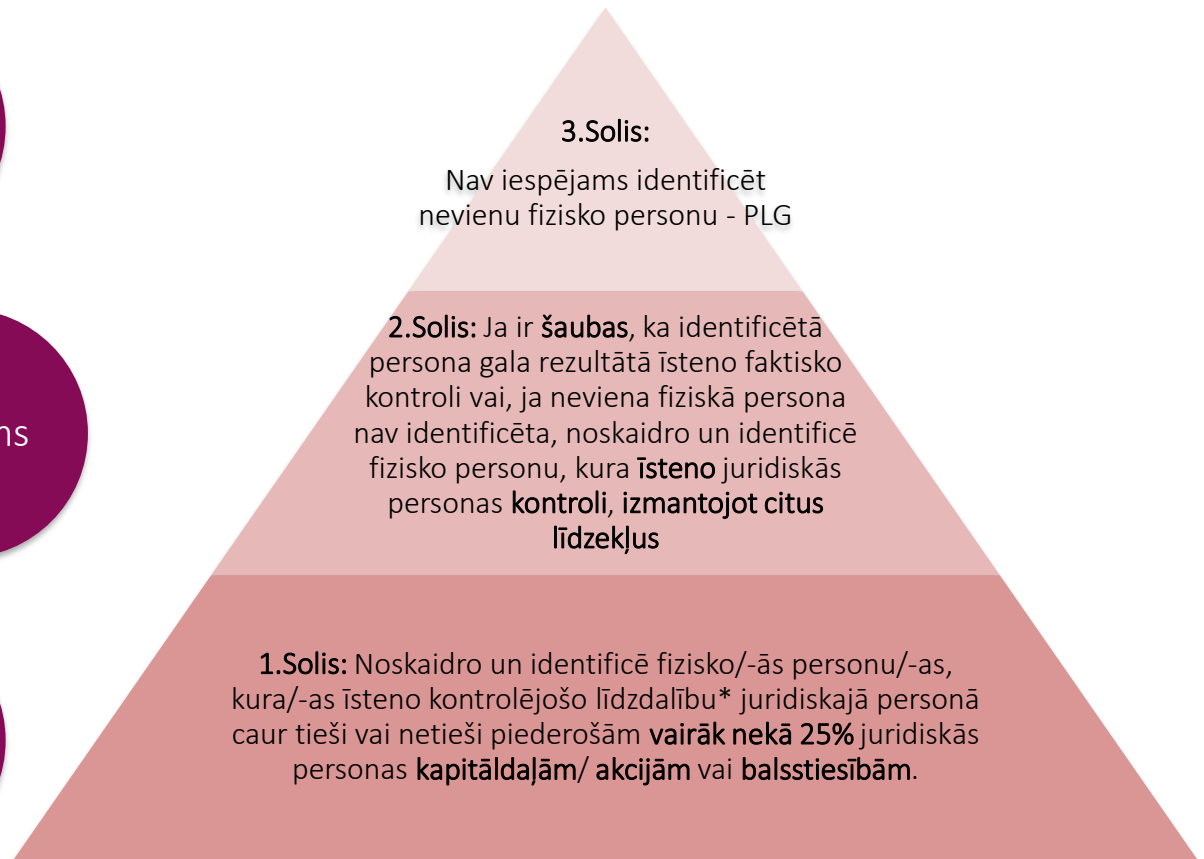 3.Solis:
Nav iespējams identificēt
nevienu fizisko personu - PLG
2.Solis: Ja ir šaubas, ka identificētā
persona gala rezultātā īsteno faktisko
kontroli vai, ja neviena fiziskā persona
nav identificēta, noskaidro un identificē
fizisko personu, kura īsteno juridiskās
personas kontroli, izmantojot citus
līdzekļus
1.Solis: Noskaidro un identificē fizisko/-ās personu/-as,
kura/-as īsteno kontrolējošo līdzdalību* juridiskajā personā
caur tieši vai netieši piederošām vairāk nekā 25% juridiskās
personas kapitāldaļām/ akcijām vai balsstiesībām.